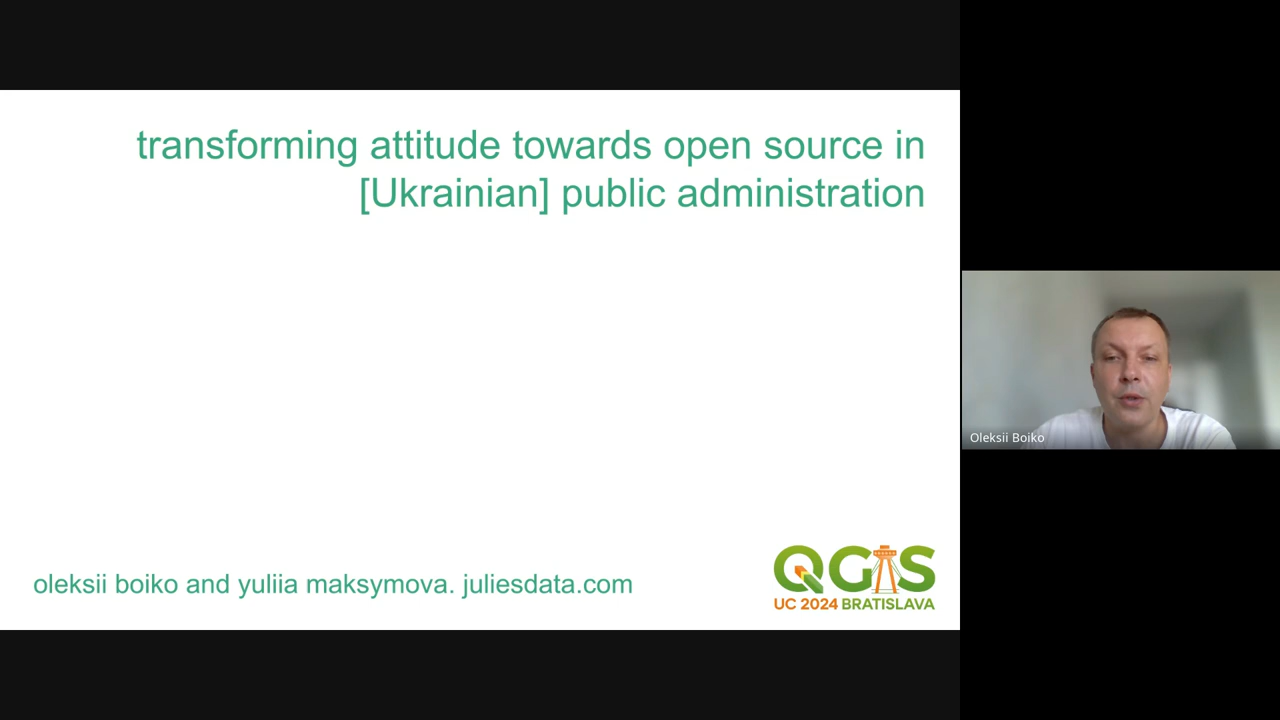 transforming attitude towards open source in
[Ukrainian] public administration
Oleksii Boiko
oleksii boiko and yuliia maksymova. juliesdata.com
QGIS
UC 2024 BRATISLAVA